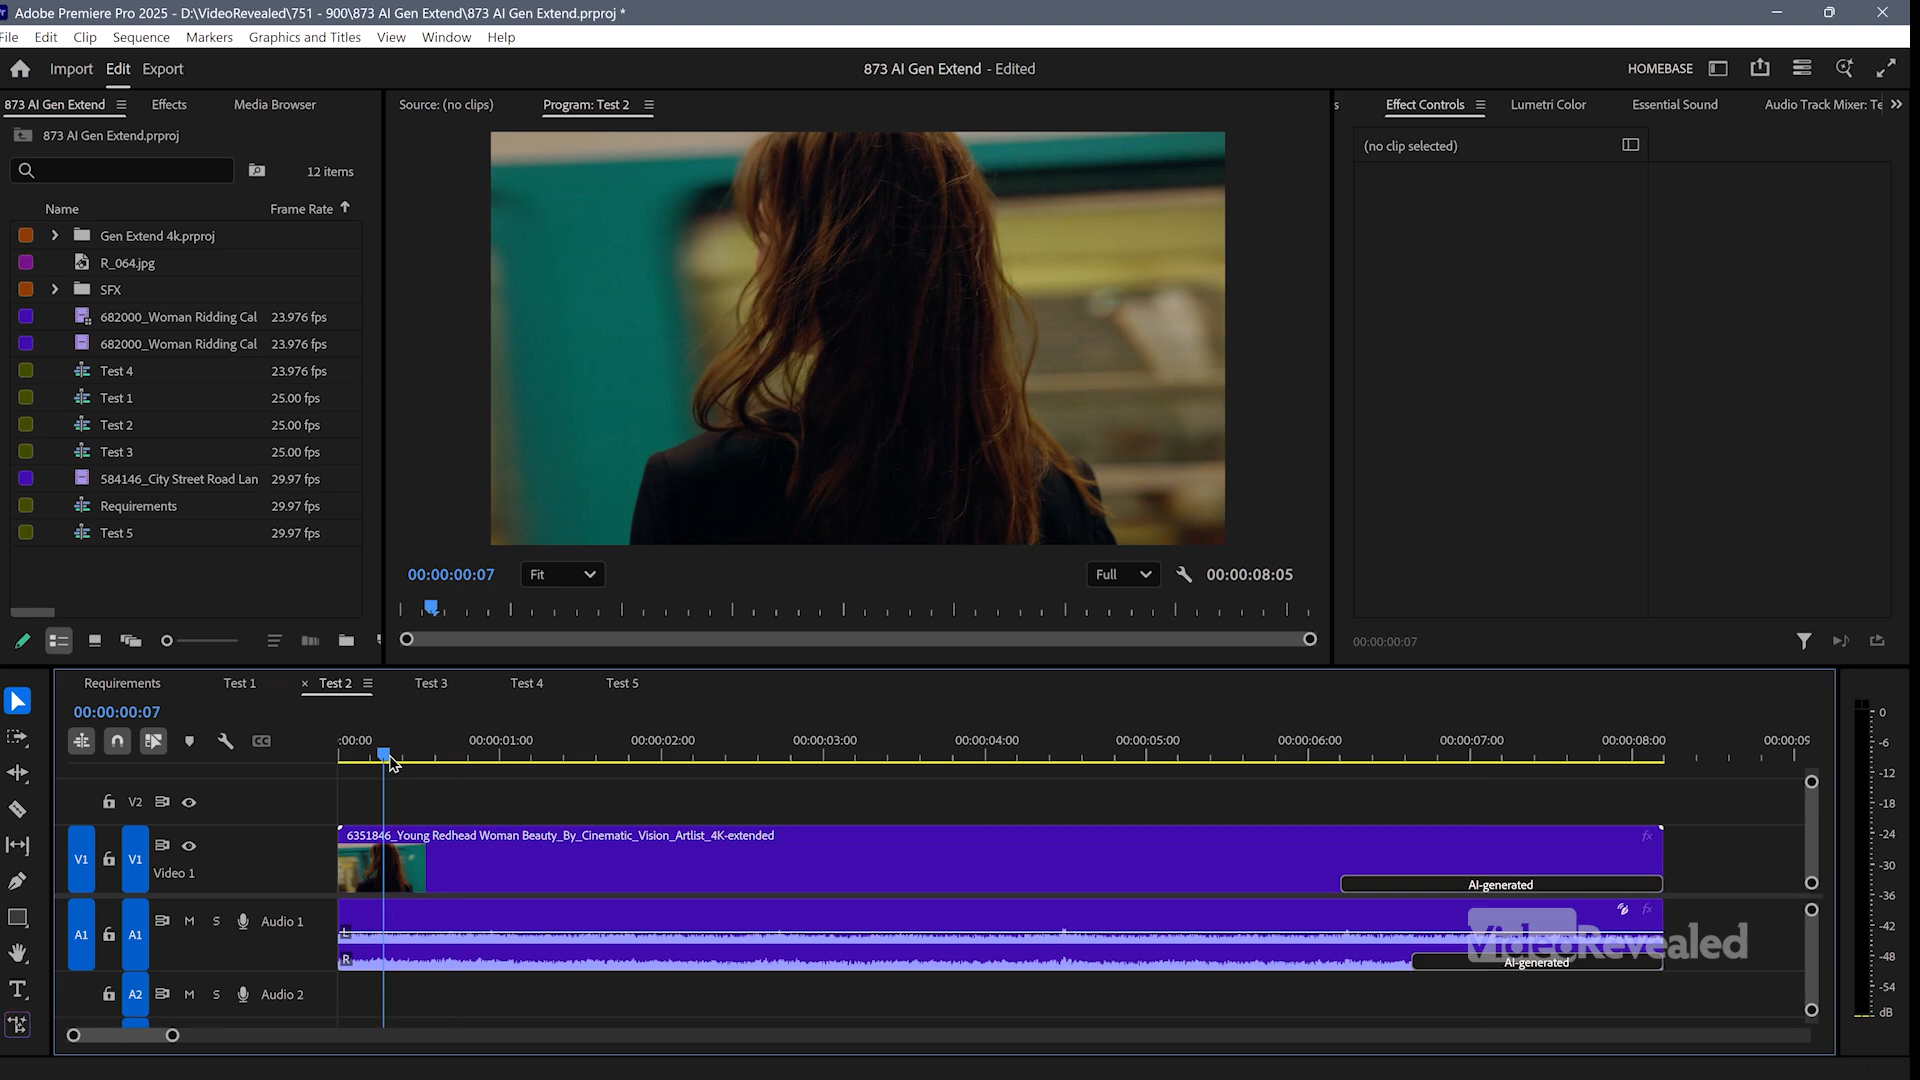 Adobe Premiere Pro 2025 - D:\VideoRevealed\751 - 900\873 AI Gen Extend\873 AI Gen Extend.prproj *
File Edit Clip Sequence Markers Graphics and Titles View Window Help
Import Edit Export
873 AI Gen Extend - Edited
HOMEBASE
873 AI Gen Extend Effects Media Browser
Source: (no clips) Program: Test 2
Effect Controls Lumetri Color Essential Sound Audio Track Mixer: Te
873 AI Gen Extend.prproj
12 items
(no clip selected)
Name Frame Rate
Gen Extend 4k.prproj
R_064.jpg
SFX
682000_Woman Ridding Cal 23.976 fps
682000_Woman Ridding Cal 23.976 fps
Test 4 23.976 fps
Test 1 25.00 fps
Test 2 25.00 fps
Test 3 25.00 fps
584146_City Street Road Lan 29.97 fps
Requirements 29.97 fps
Test 5 29.97 fps
00:00:00:07 Fit Full 00:00:08:05
00:00:00:07
Requirements Test 1 × Test 2 Test 3 Test 4 Test 5
00:00:00:07
CC
:00:00 00:00:01:00 00:00:02:00 00:00:03:00 00:00:04:00 00:00:05:00 00:00:06:00 00:00:07:00 00:00:08:00 00:00:09
V2
6351846_Young Redhead Woman Beauty_By_Cinematic_Vision_Artlist_4K-extended fx
V1 V1 Video 1
AI-generated
A1 A1 M S Audio 1 L fx
R
AI-generated
VideoRevealed
A2 M S Audio 2
0
-6
-12
-18
-24
-30
-36
-42
-48
-54
dB